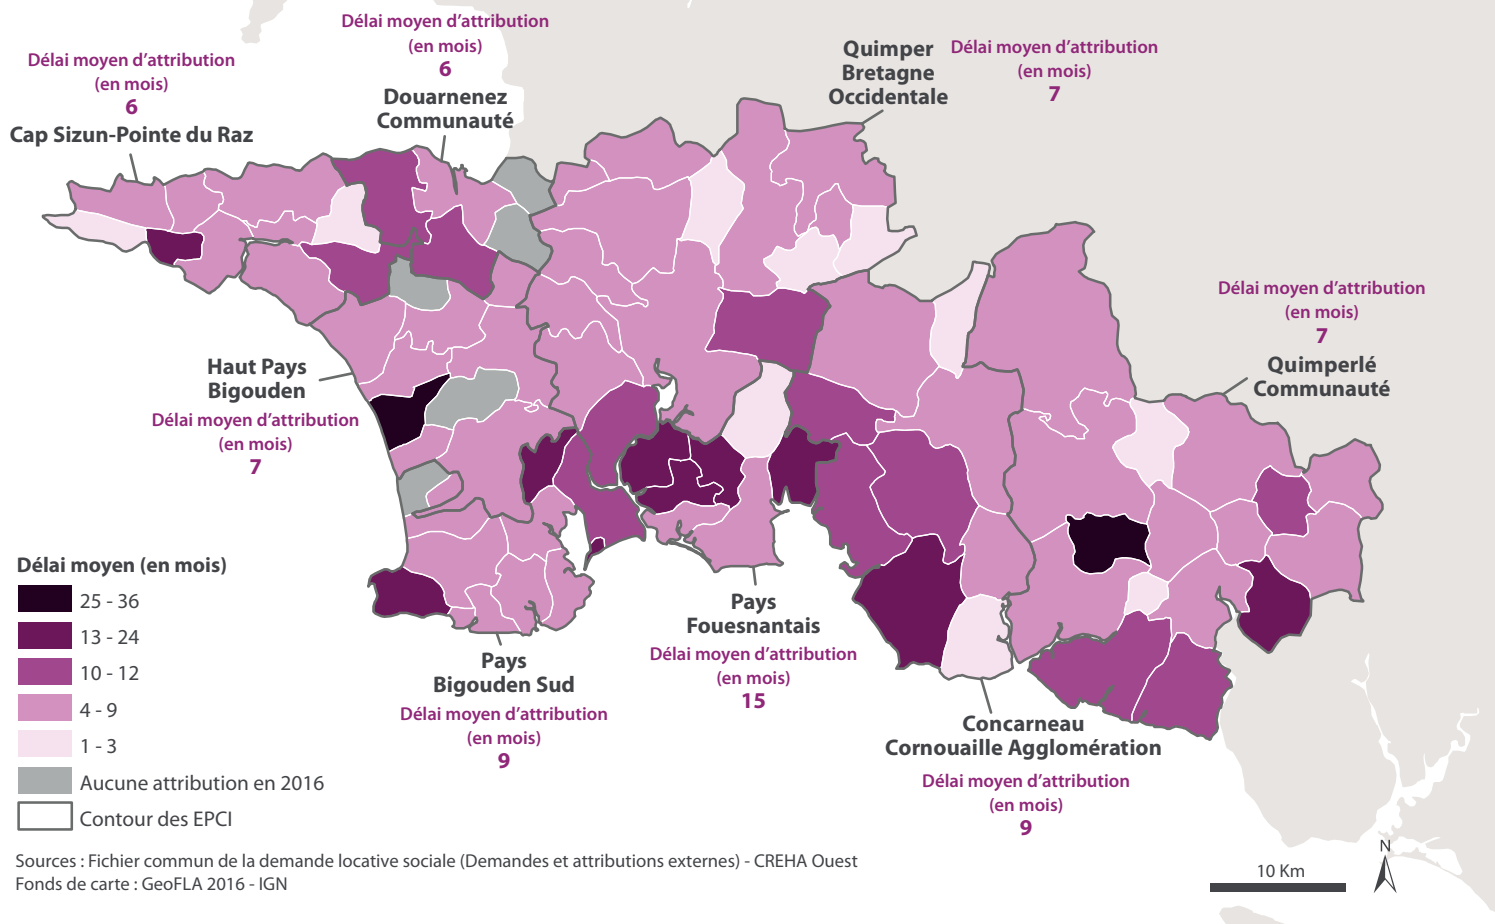 Délai moyen d’attribution
(en mois)
6
Cap Sizun-Pointe du Raz
Délai moyen d’attribution
(en mois)
6
Douarnenez
Communauté
Quimper
Bretagne
Occidentale
Délai moyen d’attribution
(en mois)
7
Délai moyen d’attribution
(en mois)
7
Quimperlé
Communauté
Haut Pays
Bigouden
Délai moyen d’attribution
(en mois)
7
Pays
Bigouden Sud
Délai moyen d’attribution
(en mois)
9
Pays
Fouesnantais
Délai moyen d’attribution
(en mois)
15
Concarneau
Cornouaille Agglomération
Délai moyen d’attribution
(en mois)
9
Délai moyen (en mois)
25 - 36
13 - 24
10 - 12
4 - 9
1 - 3
Aucune attribution en 2016
Contour des EPCI
Sources : Fichier commun de la demande locative sociale (Demandes et attributions externes) - CREHA Ouest
Fonds de carte : GeoFLA 2016 - IGN
10 Km
N